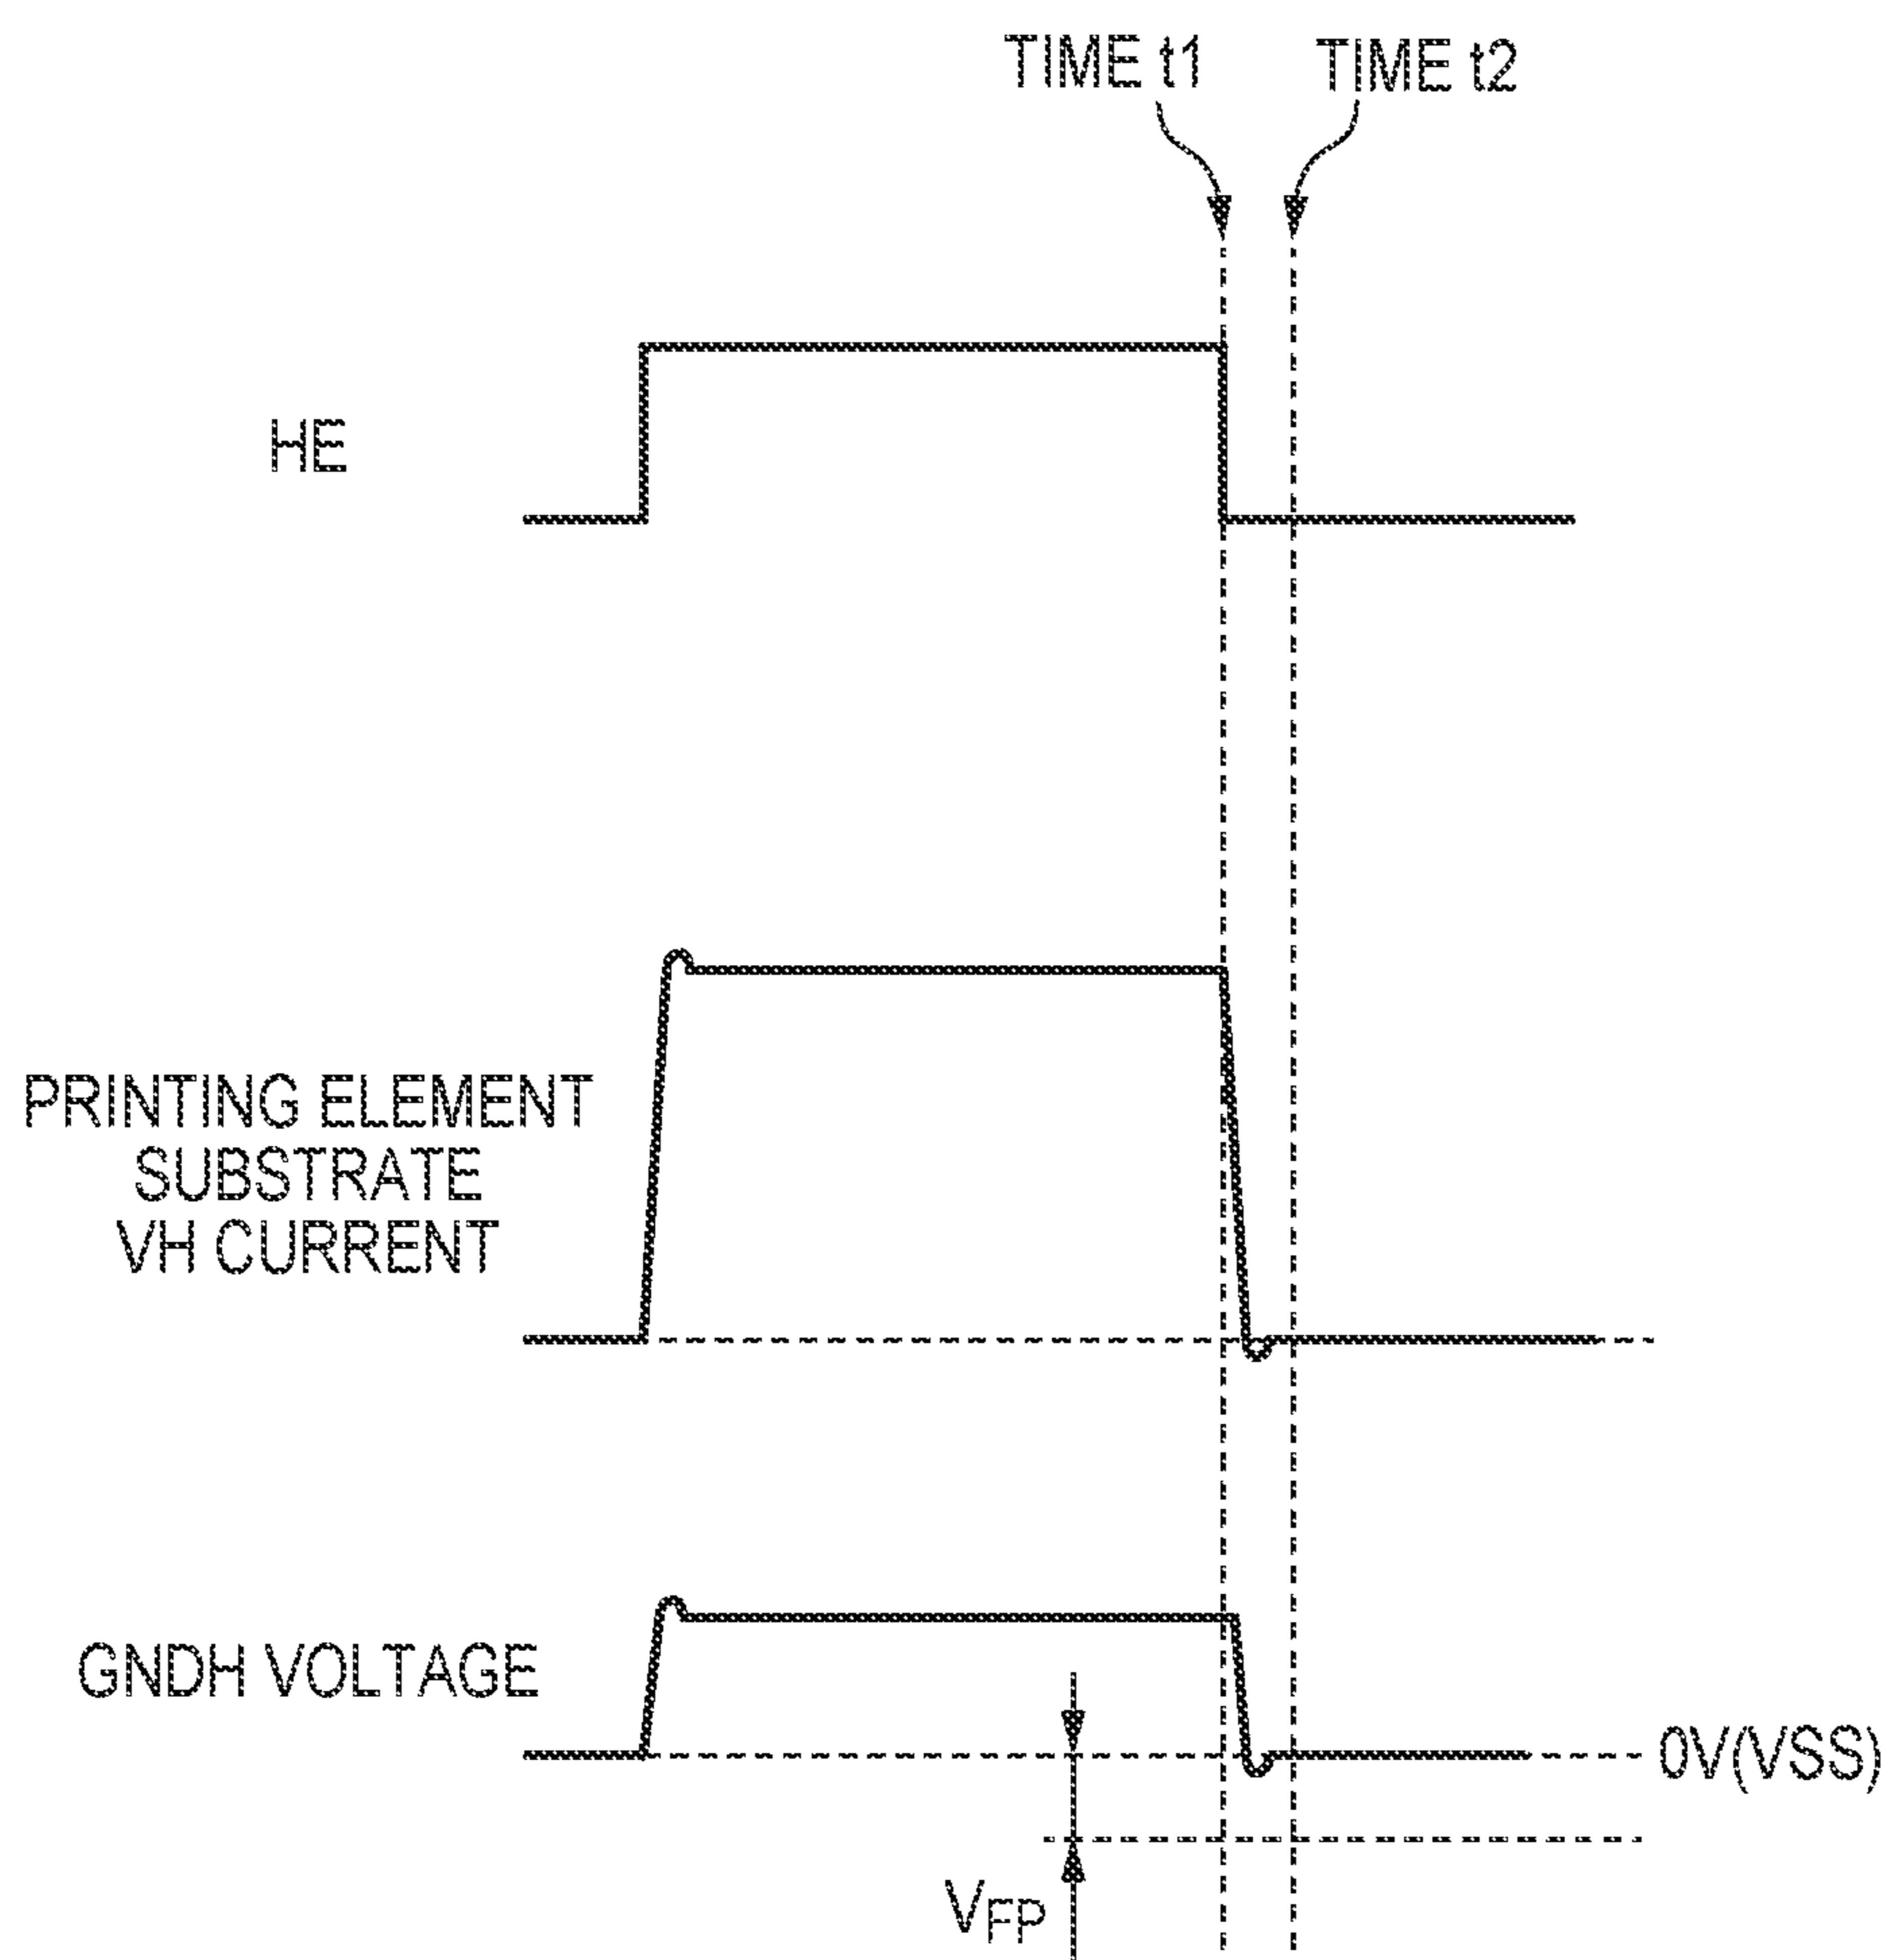 TIME t1
TIME t2
HE
PRINTING ELEMENT
SUBSTRATE
VH CURRENT
GNDH VOLTAGE
0V(VSS)
VFP